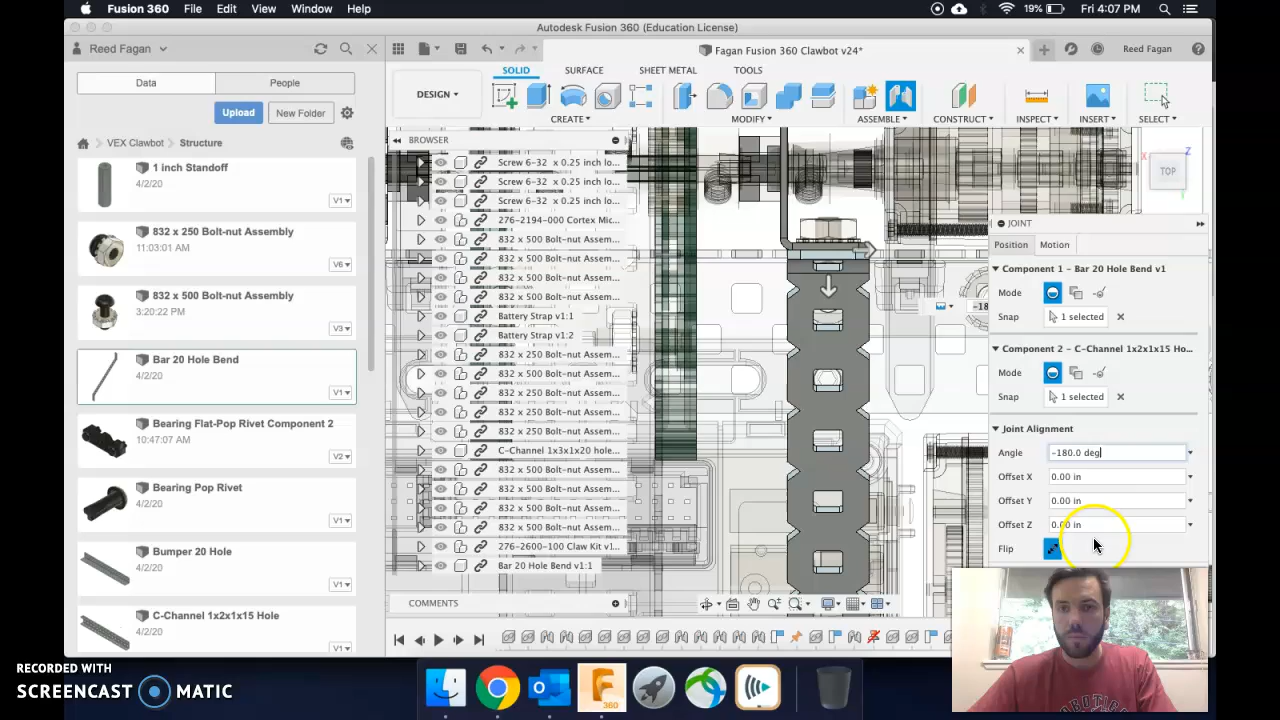 Fusion 360 File Edit View Window Help
19% Fri 4:07 PM
Autodesk Fusion 360 (Education License)
Reed Fagan
Fagan Fusion 360 Clawbot v24*
Reed Fagan
Data
People
SOLID
SURFACE
SHEET METAL
TOOLS
DESIGN
Upload
New Folder
CREATE
MODIFY
ASSEMBLE
CONSTRUCT
INSPECT
INSERT
SELECT
VEX Clawbot
Structure
BROWSER
1 inch Standoff
4/2/20
V1
832 x 250 Bolt-nut Assembly
11:03:01 AM
V6
832 x 500 Bolt-nut Assembly
3:20:22 PM
V3
Bar 20 Hole Bend
4/2/20
V1
Bearing Flat-Pop Rivet Component 2
10:47:07 AM
V2
Bearing Pop Rivet
4/2/20
V1
Bumper 20 Hole
4/2/20
V1
C-Channel 1x2x1x15 Hole
4/2/20
V1
Screw 6-32 x 0.25 inch lo...
Screw 6-32 x 0.25 inch lo...
Screw 6-32 x 0.25 inch lo...
276-2194-000 Cortex Mic...
832 x 500 Bolt-nut Assem...
832 x 500 Bolt-nut Assem...
832 x 500 Bolt-nut Assem...
832 x 500 Bolt-nut Assem...
Battery Strap v1:1
Battery Strap v1:2
832 x 250 Bolt-nut Assem...
832 x 250 Bolt-nut Assem...
832 x 250 Bolt-nut Assem...
832 x 250 Bolt-nut Assem...
832 x 250 Bolt-nut Assem...
C-Channel 1x3x1x20 hole...
832 x 500 Bolt-nut Assem...
832 x 500 Bolt-nut Assem...
832 x 500 Bolt-nut Assem...
832 x 500 Bolt-nut Assem...
276-2600-100 Claw Kit v1...
Bar 20 Hole Bend v1:1
COMMENTS
X
Z
TOP
Y
-18
JOINT
Position
Motion
Component 1 - Bar 20 Hole Bend v1
Mode
Snap
1 selected
Component 2 - C-Channel 1x2x1x15 Ho...
Mode
Snap
1 selected
Joint Alignment
Angle
-180.0 deg
Offset X
0.00 in
Offset Y
0.00 in
Offset Z
0.00 in
Flip
360
RECORDED WITH
SCREENCAST MATIC